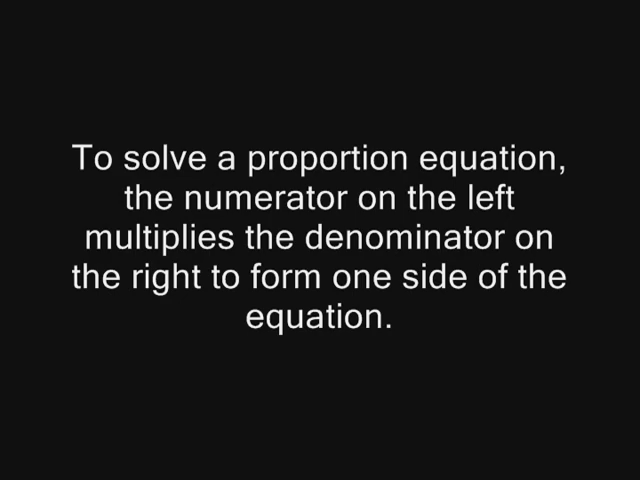 To solve a proportion equation,
the numerator on the left
multiplies the denominator on
the right to form one side of the
equation.